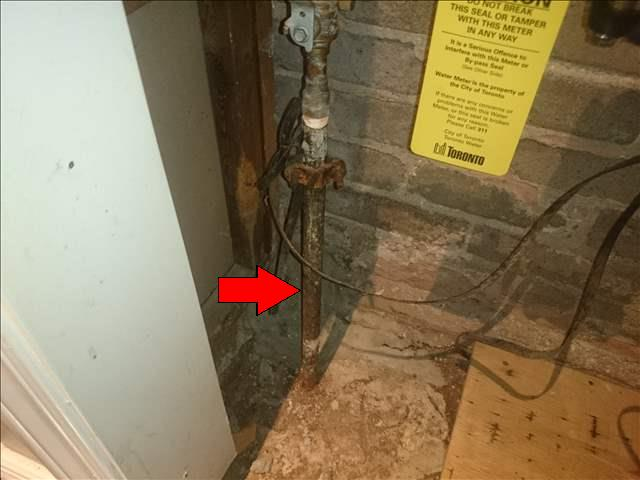 DO NOT BREAK
THIS SEAL OR TAMPER
WITH THIS METER
IN ANY WAY
It is a Serious Offence to
Interfere with this Meter or
By pass Seal
(See Other Side)
Water Meter is the property of
the City of Toronto
If there are any concerns or
problems with this Water
Meter, or this seal is broken
for any reason
Please Call 311
City of Toronto
Toronto Water
TORONTO